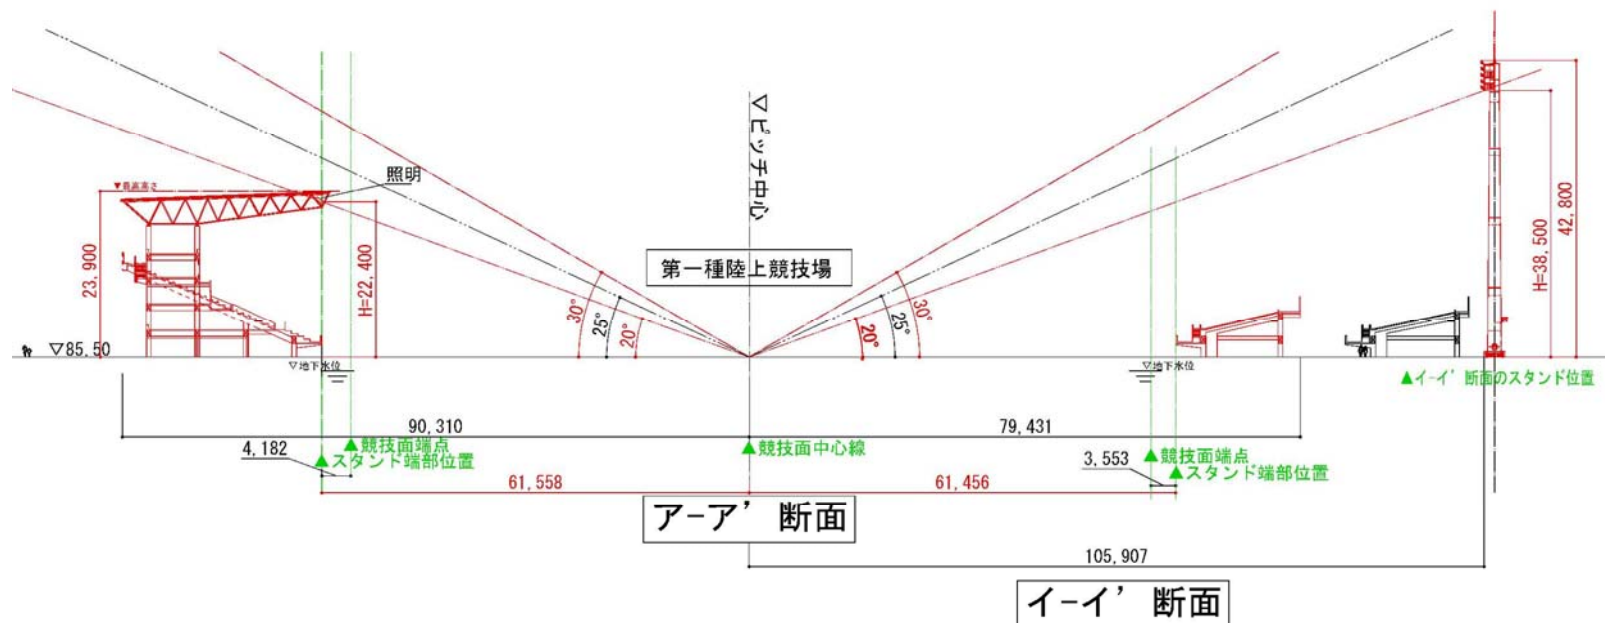 ▽ピッチ中心
照明
▼最高高さ
第一種陸上競技場
23,900
H=22,400
30°
25°
20°
20°
25°
30°
H=38,500
42,800
▽85,50
▽地下水位
▽地下水位
▲イ-イ’断面のスタンド位置
90,310
79,431
▲競技面端点
▲競技面中心線
▲競技面端点
4,182
▲スタンド端部位置
3,553
▲スタンド端部位置
61,558
61,456
ア-ア’断面
105,907
イ-イ’断面